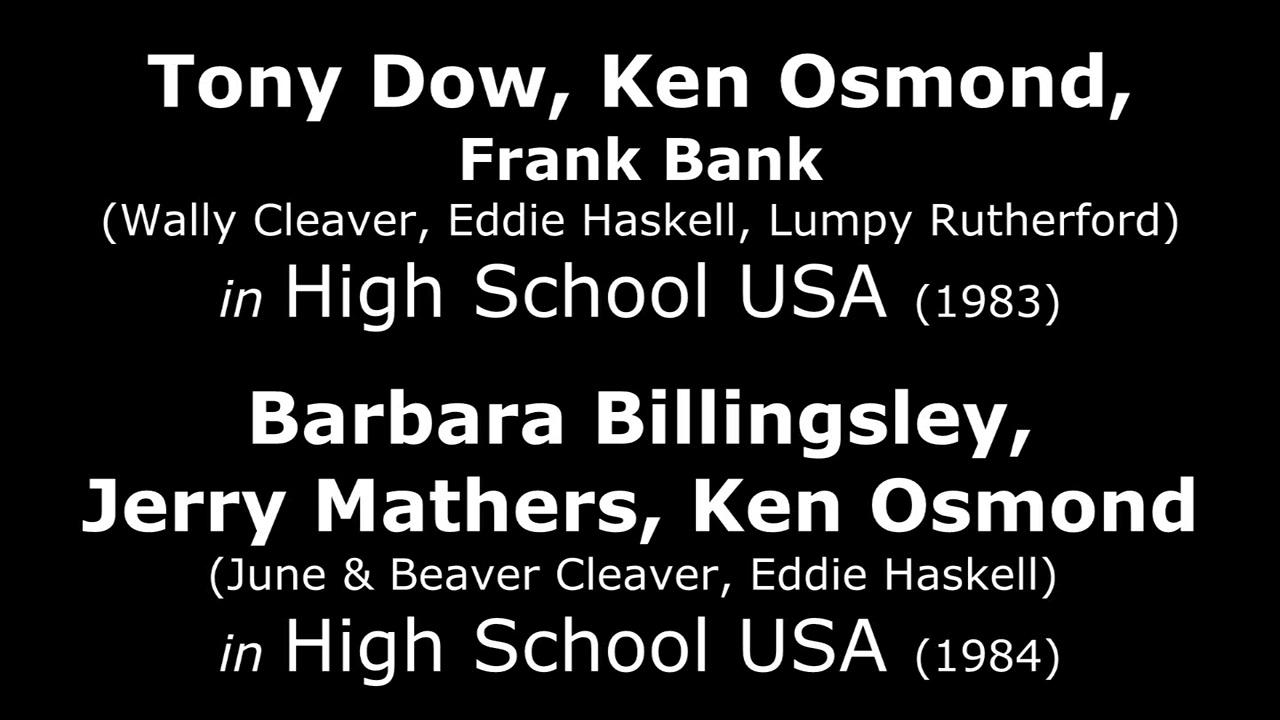 Tony Dow, Ken Osmond,
Frank Bank
(Wally Cleaver, Eddie Haskell, Lumpy Rutherford)
in High School USA (1983)
Barbara Billingsley,
Jerry Mathers, Ken Osmond
(June & Beaver Cleaver, Eddie Haskell)
in High School USA (1984)